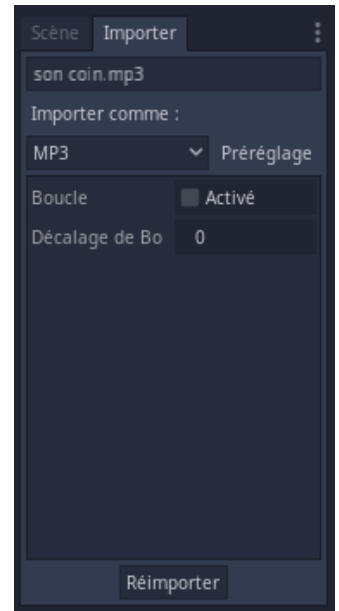 Scène Importer
son coin.mp3
Importer comme :
MP3 Préréglage
Boucle Activé
Décalage de Bo 0
Réimporter